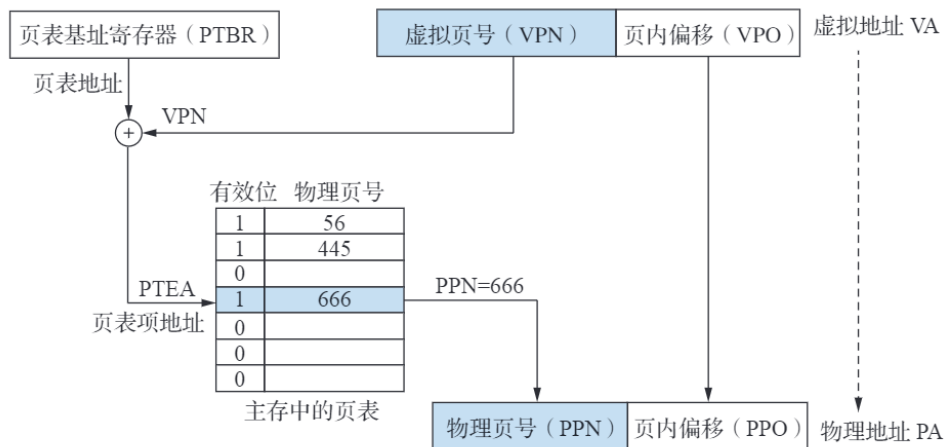 页表基址寄存器（PTBR）
虚拟页号（VPN） 页内偏移（VPO） 虚拟地址 VA
页表地址
VPN
+
有效位 物理页号
1 56
1 445
0
PTEA 1 666 PPN=666
页表项地址
0
0
0
主存中的页表
物理页号（PPN） 页内偏移（PPO） 物理地址 PA